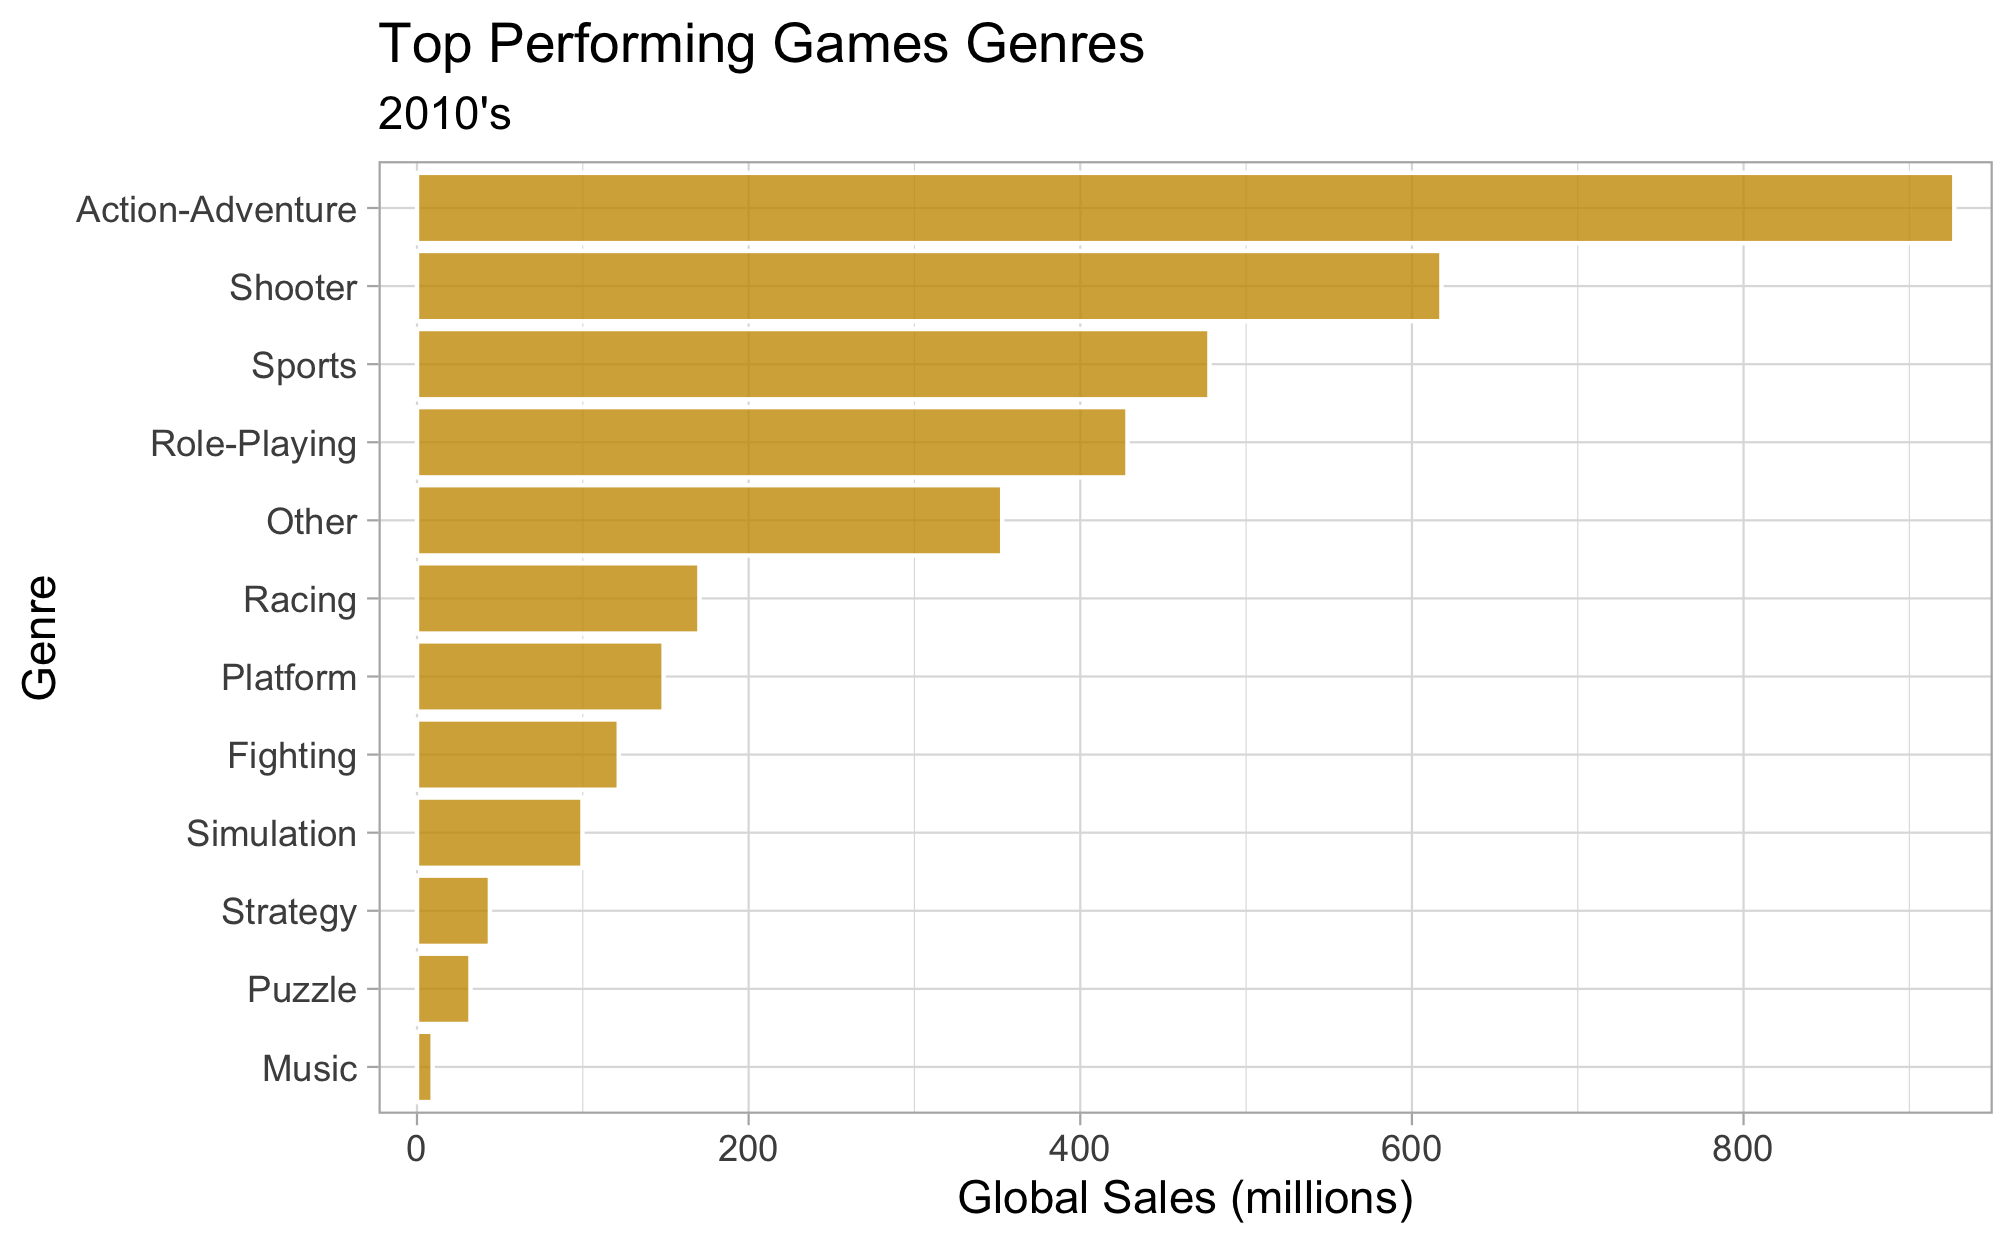 Top Performing Games Genres
2010's
Genre
Action-Adventure
Shooter
Sports
Role-Playing
Other
Racing
Platform
Fighting
Simulation
Strategy
Puzzle
Music
0 200 400 600 800
Global Sales (millions)